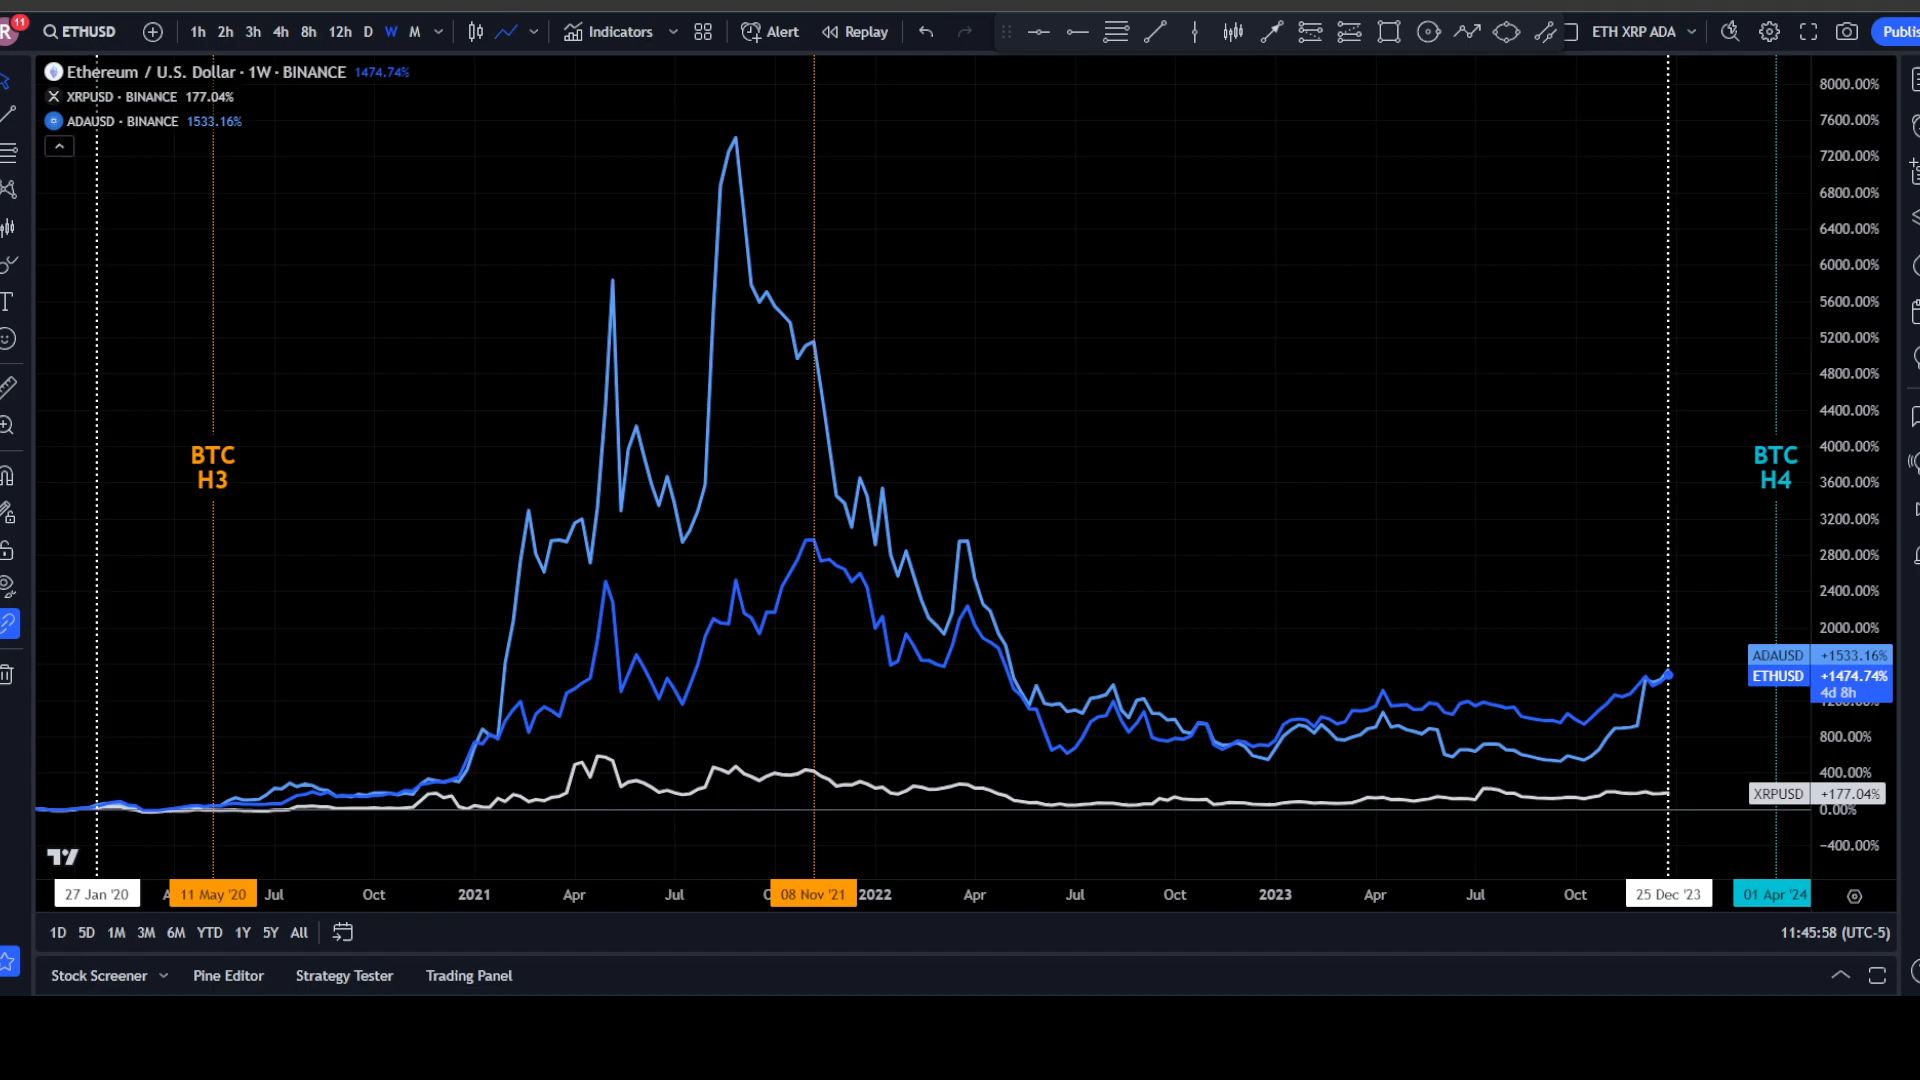 R 11
ETHUSD 1h 2h 3h 4h 8h 12h D W M Indicators Alert Replay ETH XRP ADA Publis
Ethereum / U.S. Dollar · 1W · BINANCE 1474.74%
XRPUSD · BINANCE 177.04%
ADAUSD · BINANCE 1533.16%
8000.00%
7600.00%
7200.00%
6800.00%
6400.00%
6000.00%
5600.00%
5200.00%
4800.00%
4400.00%
4000.00%
3600.00%
3200.00%
2800.00%
2400.00%
2000.00%
BTC
H3
BTC
H4
ADAUSD +1533.16%
ETHUSD +1474.74%
4d 8h
800.00%
400.00%
XRPUSD +177.04%
0.00%
−400.00%
27 Jan '20 A 11 May '20 Jul Oct 2021 Apr Jul 08 Nov '21 2022 Apr Jul Oct 2023 Apr Jul Oct 25 Dec '23 01 Apr '24
1D 5D 1M 3M 6M YTD 1Y 5Y All 11:45:58 (UTC-5)
Stock Screener Pine Editor Strategy Tester Trading Panel